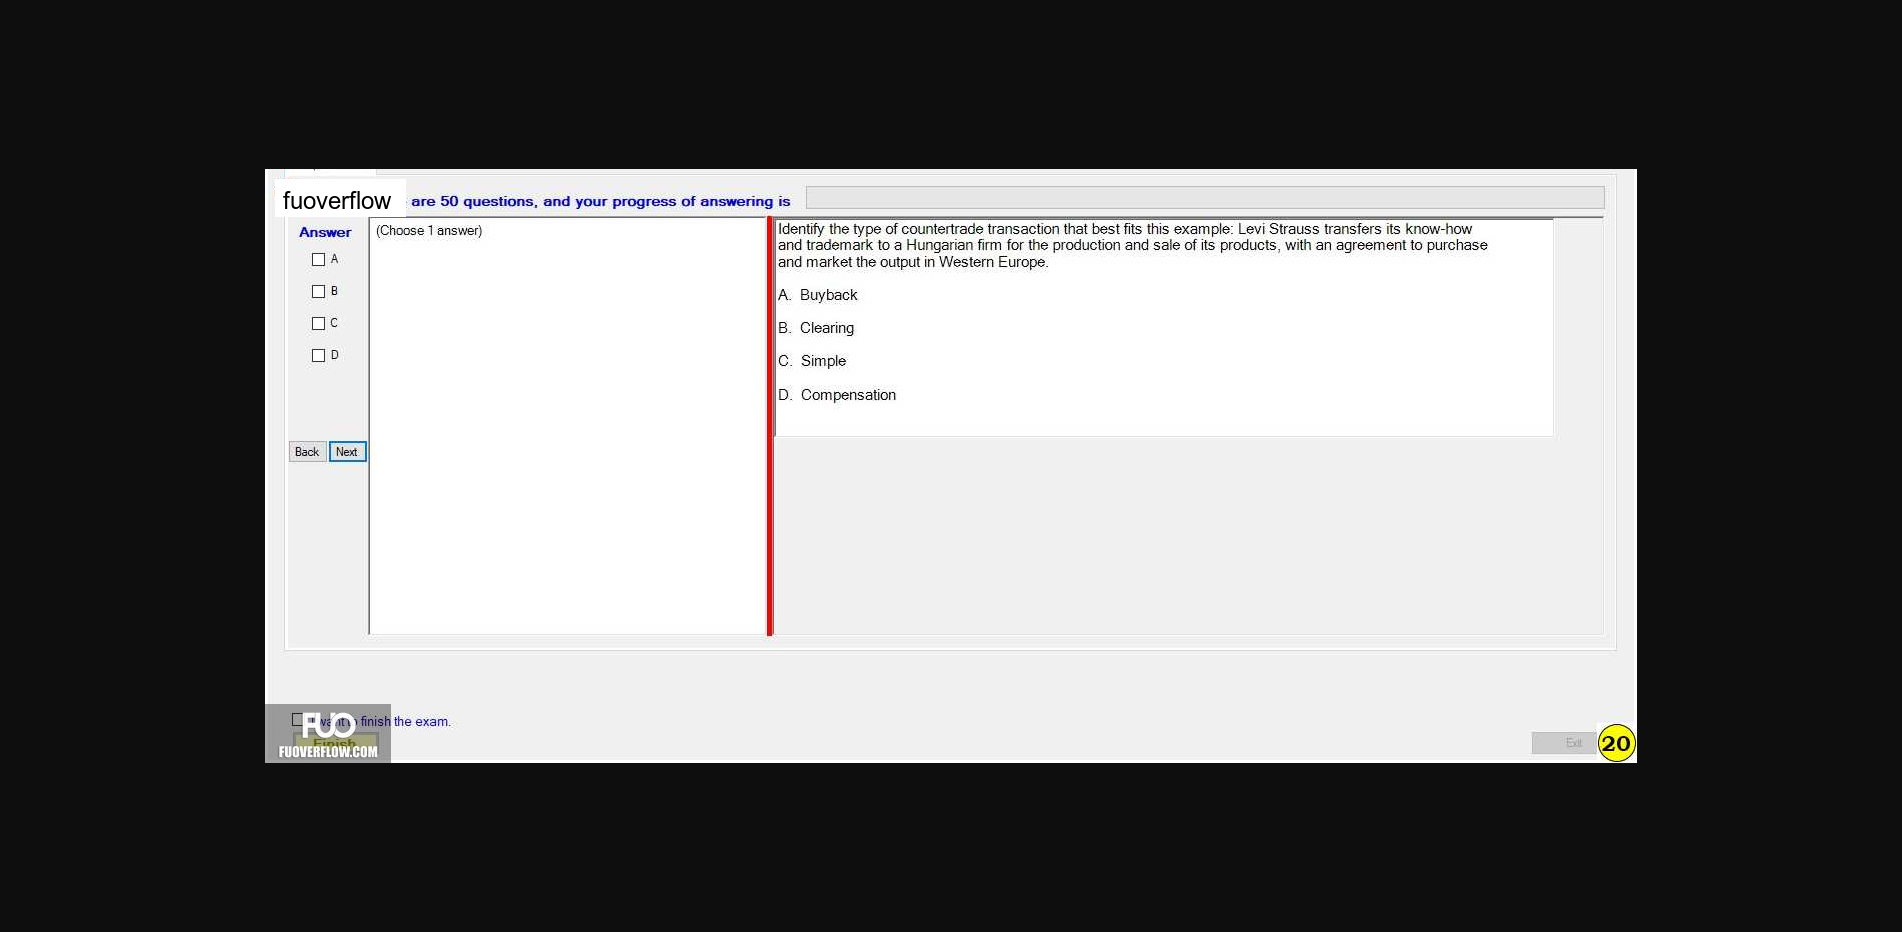 fuoverflow are 50 questions, and your progress of answering is
Answer
A
B
C
D
Back Next
(Choose 1 answer)
Identify the type of countertrade transaction that best fits this example: Levi Strauss transfers its know-how
and trademark to a Hungarian firm for the production and sale of its products, with an agreement to purchase
and market the output in Western Europe.
A. Buyback
B. Clearing
C. Simple
D. Compensation
I want to finish the exam.
FUO
Finish
FUOVERFLOW.COM
Exit
20